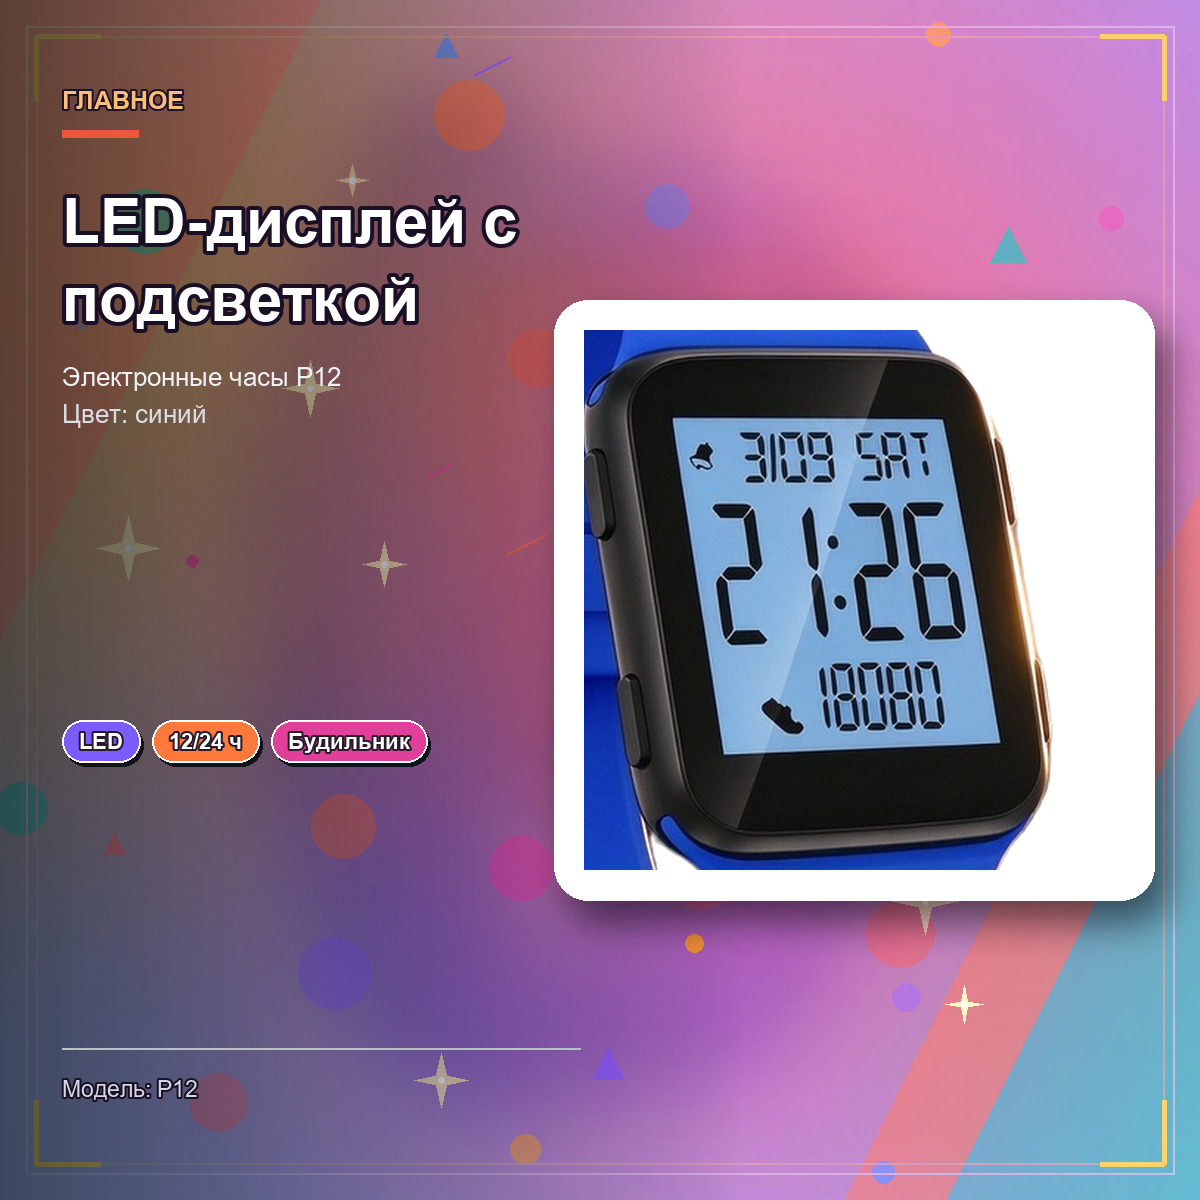 ГЛАВНОЕ
LED-дисплей с
подсветкой
Электронные часы P12
Цвет: синий
3109 SAT
21:26
18080
LED
12/24 ч
Будильник
Модель: P12